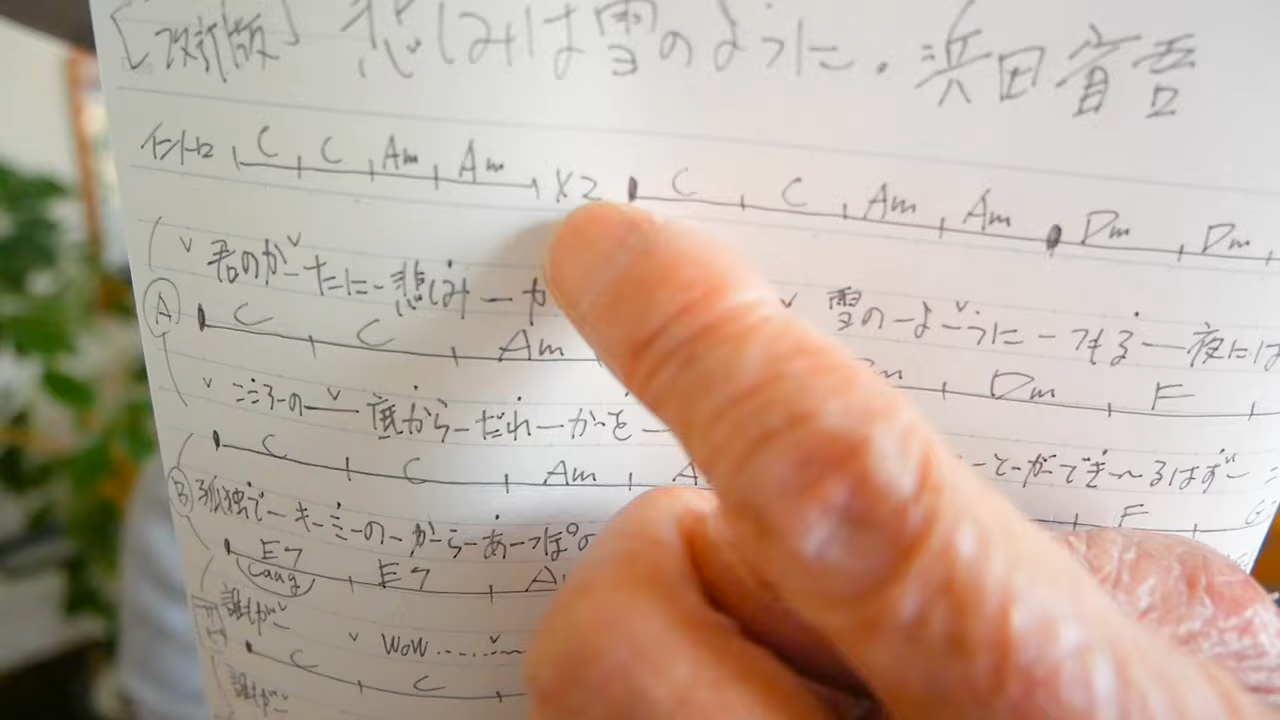 [改訂版] 悲しみは雪のように. 浜田省吾
イントロ C C Am Am ×2 C C Am Am Dm Dm
君のかーたに-悲しみーか 雪のーよーうにーつもるー夜には
A C C Am Dm F
こころーのー底からーだれーかーを
C C Am A F G
B 孤独でーキーミーのーからーあーっぽの ーとーができーるはずー
E7 E7 A
Caug
誰もが WOW
C C
誰もが